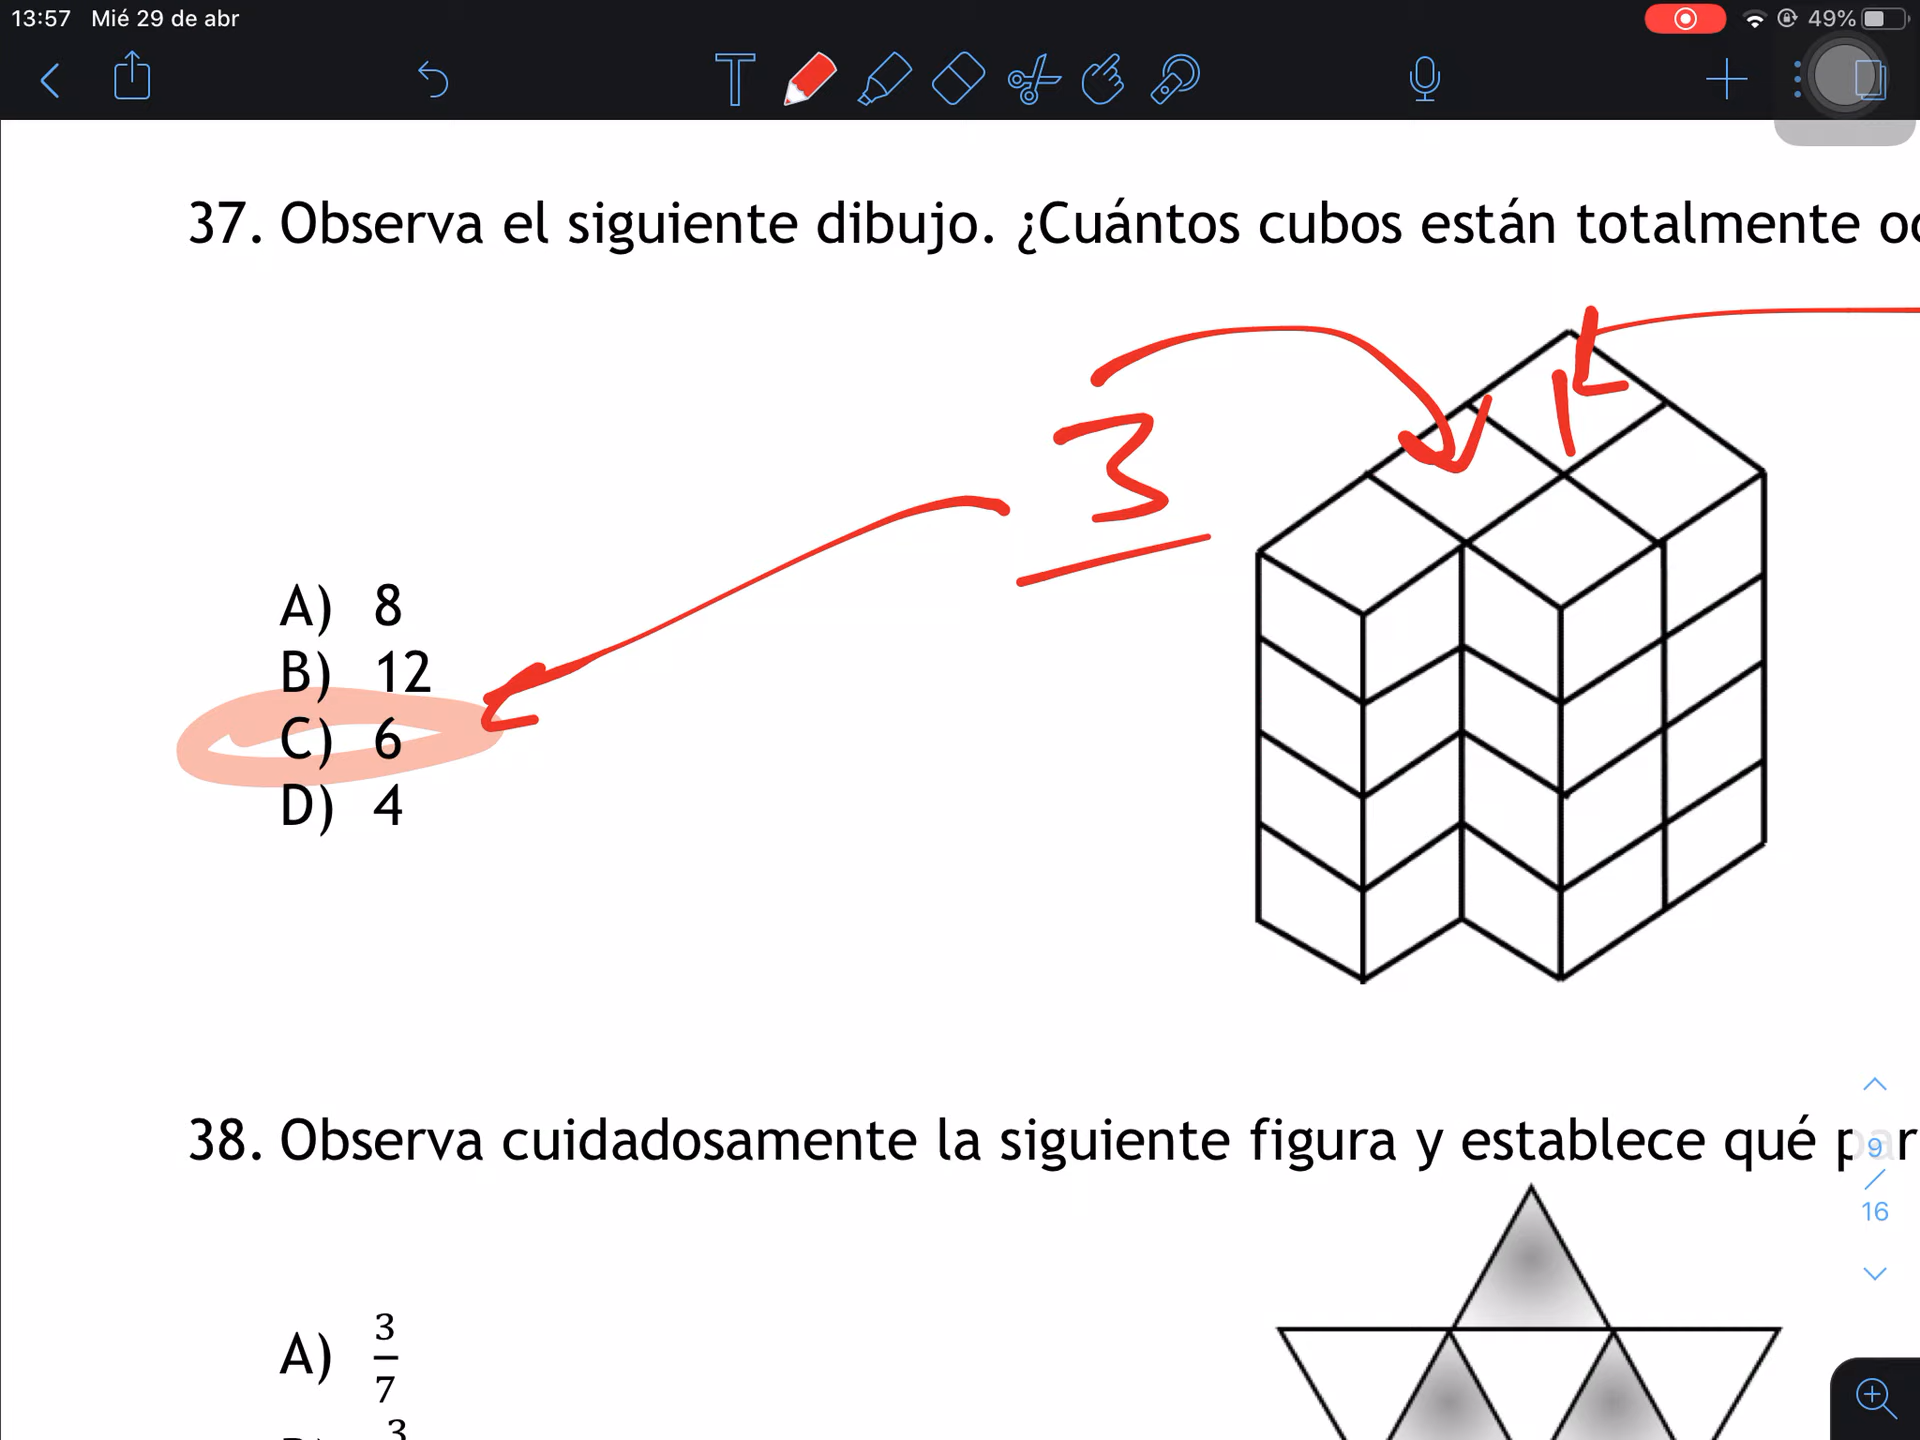 13:57 Mié 29 de abr
49%
37. Observa el siguiente dibujo. ¿Cuántos cubos están totalmente
3
A) 8
B) 12
C) 6
D) 4
38. Observa cuidadosamente la siguiente figura y establece qué
9
/
16
A) 3/7
3